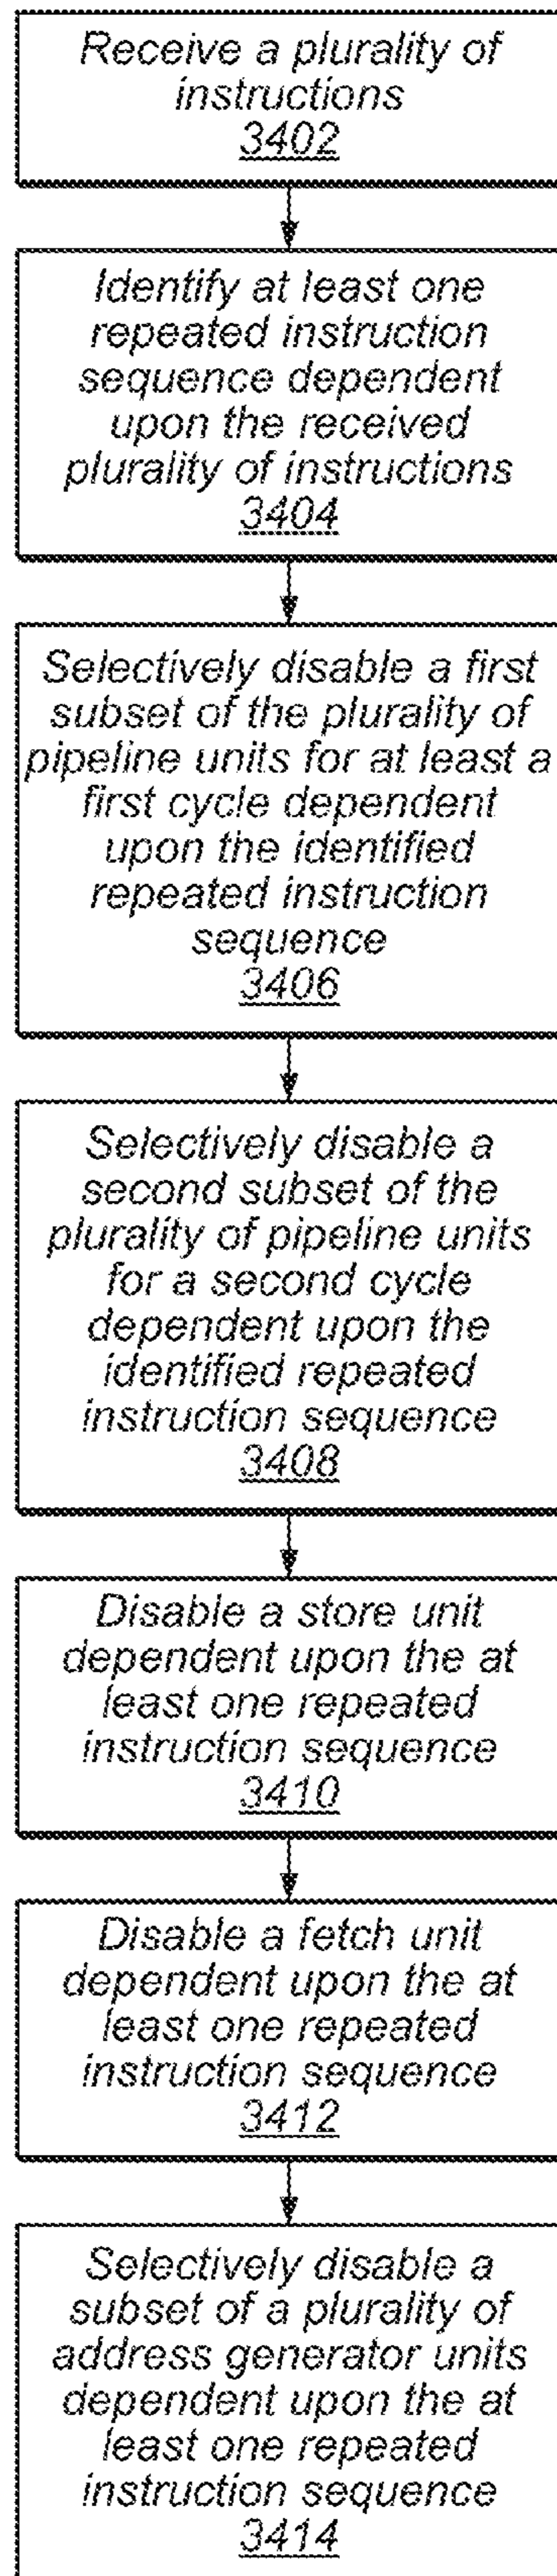 Receive a plurality of
instructions
3402
Identify at least one
repeated instruction
sequence dependent
upon the received
plurality of instructions
3404
Selectively disable a first
subset of the plurality of
pipeline units for at least a
first cycle dependent
upon the identified
repeated instruction
sequence
3406
Selectively disable a
second subset of the
plurality of pipeline units
for a second cycle
dependent upon the
identified repeated
instruction sequence
3408
Disable a store unit
dependent upon the at
least one repeated
instruction sequence
3410
Disable a fetch unit
dependent upon the at
least one repeated
instruction sequence
3412
Selectively disable a
subset of a plurality of
address generator units
dependent upon the at
least one repeated
instruction sequence
3414